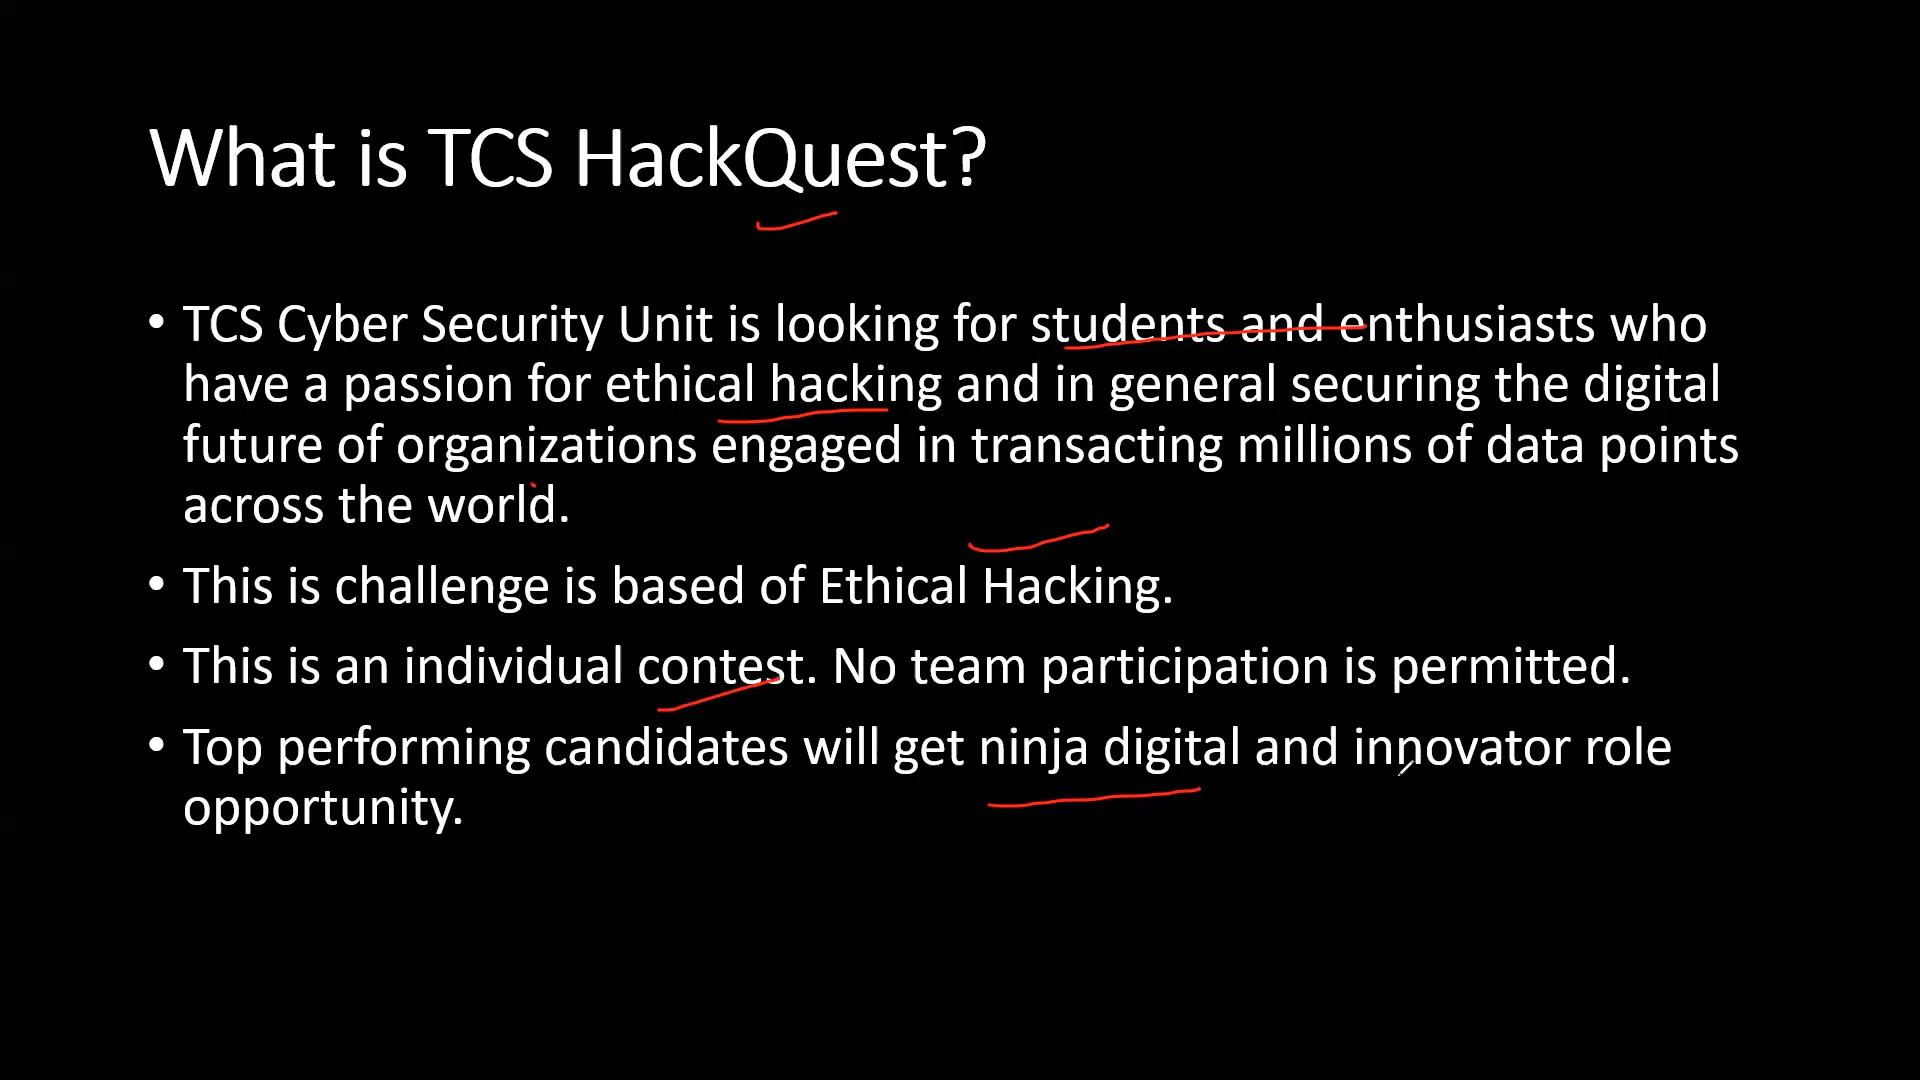 What is TCS HackQuest?
• TCS Cyber Security Unit is looking for students and enthusiasts who
have a passion for ethical hacking and in general securing the digital
future of organizations engaged in transacting millions of data points
across the world.
• This is challenge is based of Ethical Hacking.
• This is an individual contest. No team participation is permitted.
• Top performing candidates will get ninja digital and innovator role
opportunity.